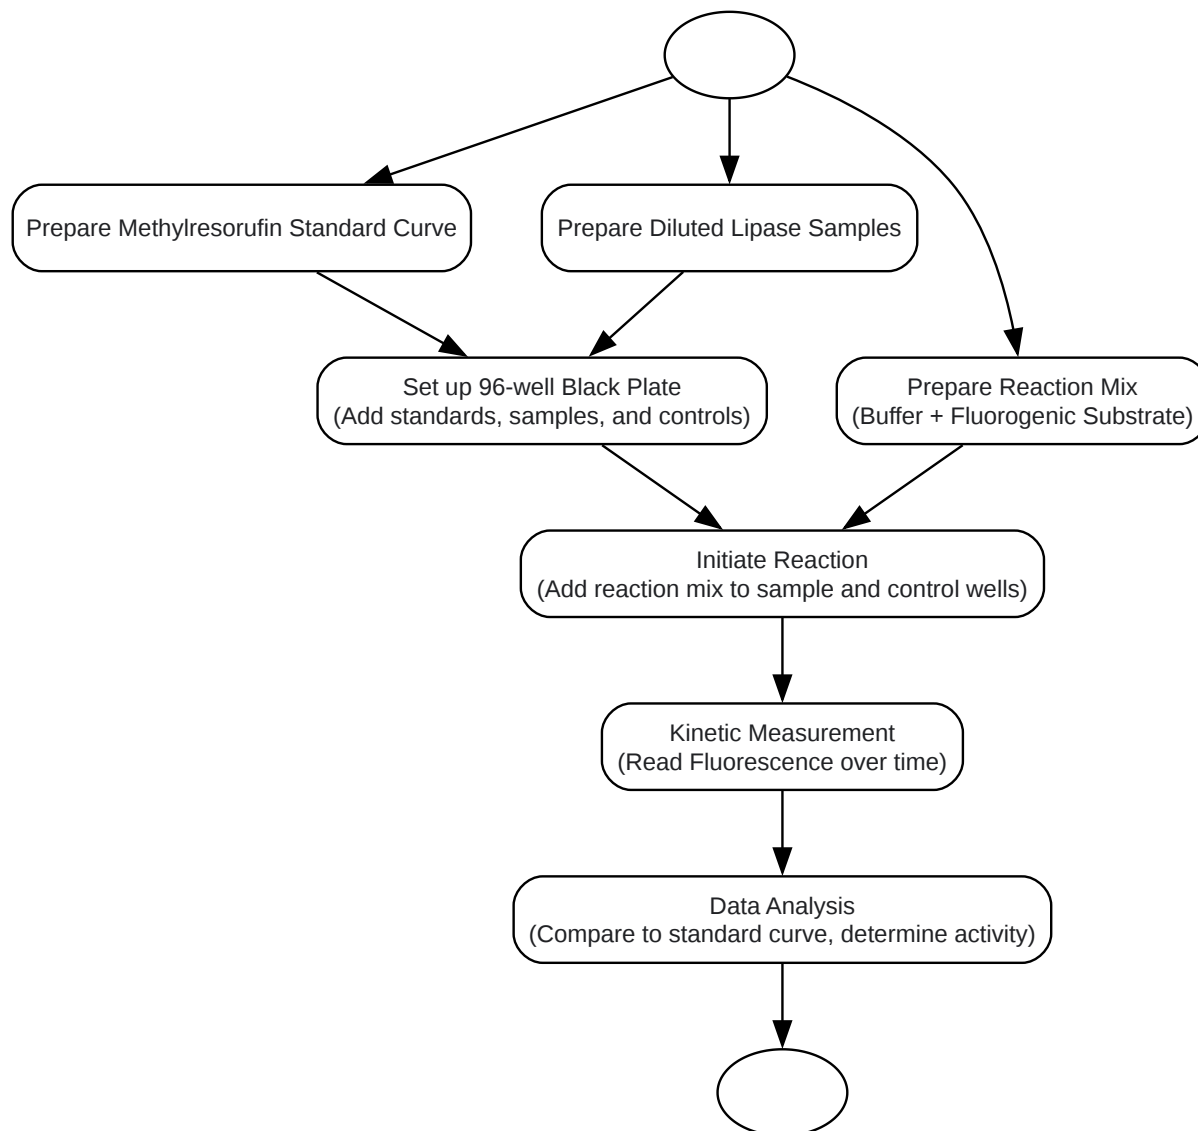 Prepare Methylresorufin Standard Curve
Prepare Diluted Lipase Samples
Set up 96-well Black Plate
(Add standards, samples, and controls)
Prepare Reaction Mix
(Buffer + Fluorogenic Substrate)
Initiate Reaction
(Add reaction mix to sample and control wells)
Kinetic Measurement
(Read Fluorescence over time)
Data Analysis
(Compare to standard curve, determine activity)